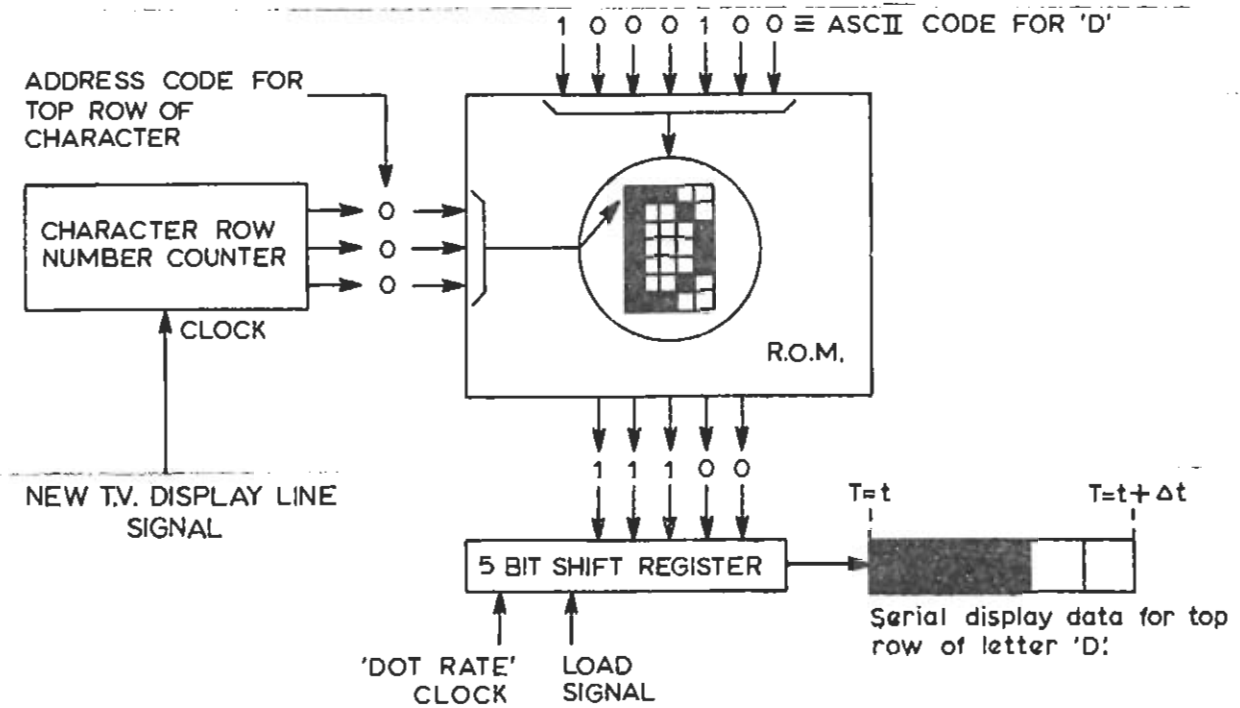 1 0 0 0 1 0 0 ≡ ASCII CODE FOR 'D'
ADDRESS CODE FOR
TOP ROW OF
CHARACTER
CHARACTER ROW
NUMBER COUNTER
0
0
0
CLOCK
R.O.M.
NEW T.V. DISPLAY LINE
SIGNAL
1 1 1 0 0
T=t
T=t+Δt
5 BIT SHIFT REGISTER
Serial display data for top
row of letter 'D'.
'DOT RATE'
CLOCK
LOAD
SIGNAL